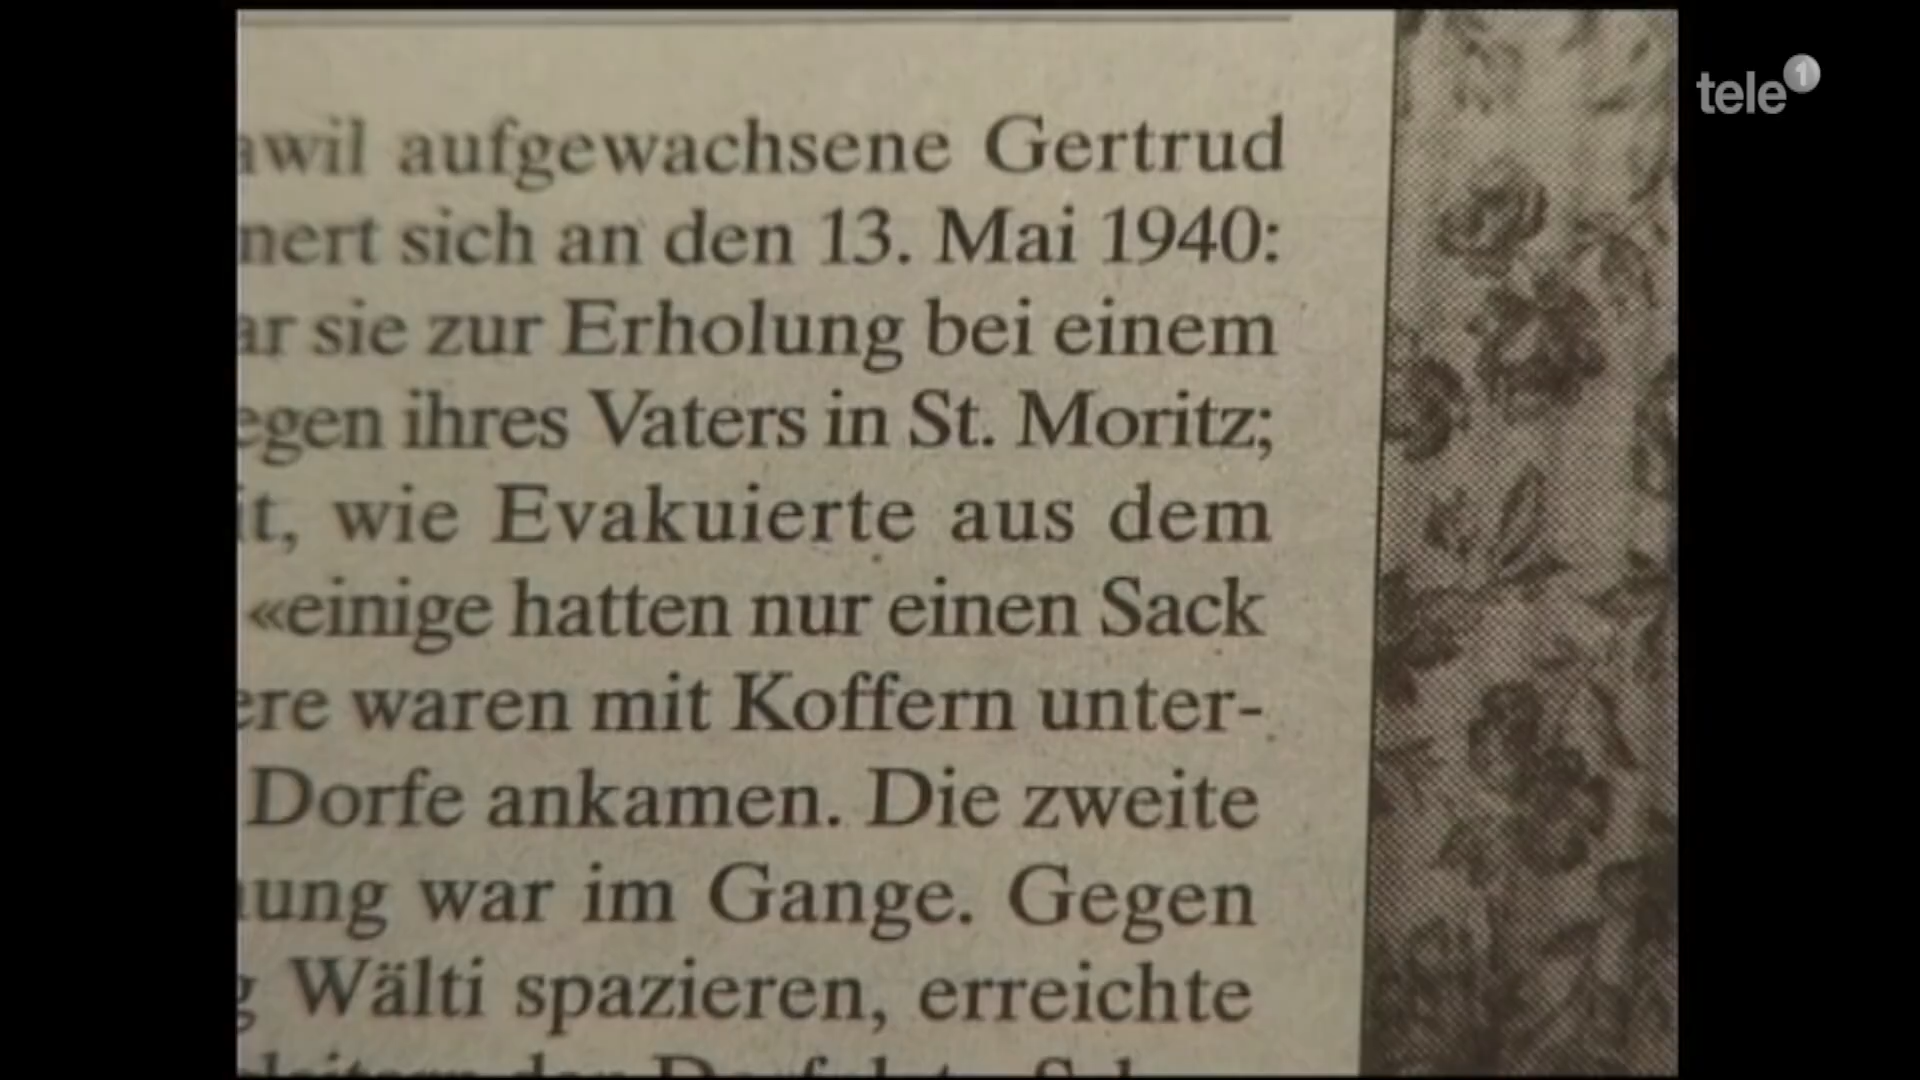 tele1
awil aufgewachsene Gertrud
nert sich an den 13. Mai 1940:
ar sie zur Erholung bei einem
egen ihres Vaters in St. Moritz;
it, wie Evakuierte aus dem
«einige hatten nur einen Sack
ere waren mit Koffern unter-
Dorfe ankamen. Die zweite
ung war im Gange. Gegen
g Wälti spazieren, erreichte